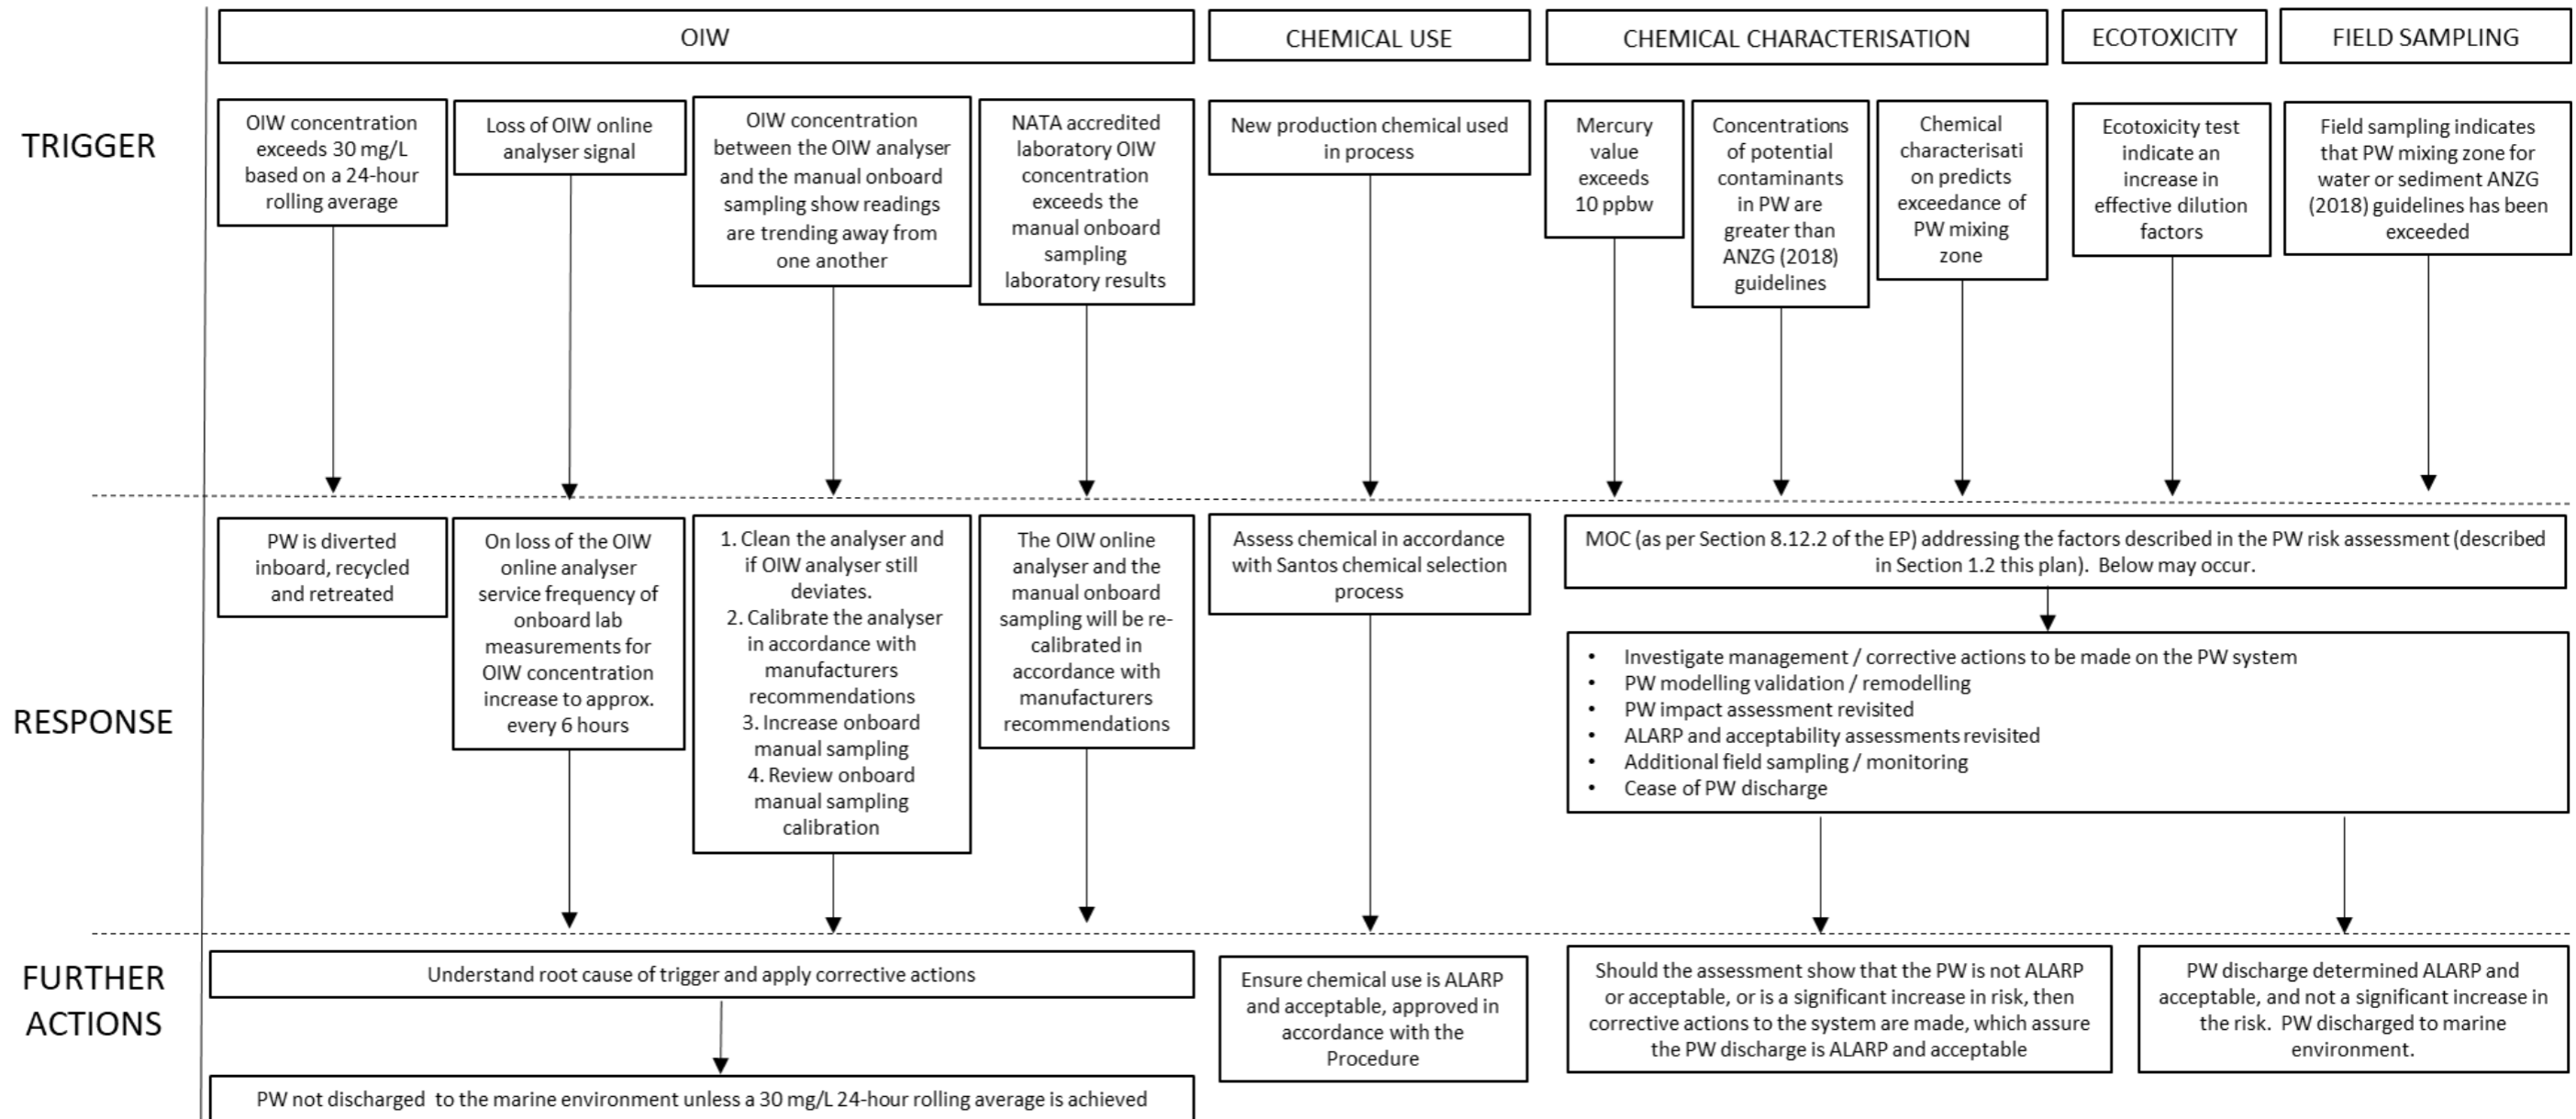 OIW
CHEMICAL USE
CHEMICAL CHARACTERISATION
ECOTOXICITY
FIELD SAMPLING
TRIGGER
OIW concentration
exceeds 30 mg/L
based on a 24-hour
rolling average
Loss of OIW online
analyser signal
OIW concentration
between the OIW analyser
and the manual onboard
sampling show readings
are trending away from
one another
NATA accredited
laboratory OIW
concentration
exceeds the
manual onboard
sampling
laboratory results
New production chemical used
in process
Mercury
value
exceeds
10 ppbw
Concentrations
of potential
contaminants
in PW are
greater than
ANZG (2018)
guidelines
Chemical
characterisati
on predicts
exceedance of
PW mixing
zone
Ecotoxicity test
indicate an
increase in
effective dilution
factors
Field sampling indicates
that PW mixing zone for
water or sediment ANZG
(2018) guidelines has been
exceeded
RESPONSE
PW is diverted
inboard, recycled
and retreated
On loss of the OIW
online analyser
service frequency of
onboard lab
measurements for
OIW concentration
increase to approx.
every 6 hours
1. Clean the analyser and
if OIW analyser still
deviates.
2. Calibrate the analyser
in accordance with
manufacturers
recommendations
3. Increase onboard
manual sampling
4. Review onboard
manual sampling
calibration
The OIW online
analyser and the
manual onboard
sampling will be re-
calibrated in
accordance with
manufacturers
recommendations
Assess chemical in accordance
with Santos chemical selection
process
MOC (as per Section 8.12.2 of the EP) addressing the factors described in the PW risk assessment (described
in Section 1.2 this plan). Below may occur.
• Investigate management / corrective actions to be made on the PW system
• PW modelling validation / remodelling
• PW impact assessment revisited
• ALARP and acceptability assessments revisited
• Additional field sampling / monitoring
• Cease of PW discharge
FURTHER
ACTIONS
Understand root cause of trigger and apply corrective actions
PW not discharged to the marine environment unless a 30 mg/L 24-hour rolling average is achieved
Ensure chemical use is ALARP
and acceptable, approved in
accordance with the
Procedure
Should the assessment show that the PW is not ALARP
or acceptable, or is a significant increase in risk, then
corrective actions to the system are made, which assure
the PW discharge is ALARP and acceptable
PW discharge determined ALARP and
acceptable, and not a significant increase in
the risk. PW discharged to marine
environment.